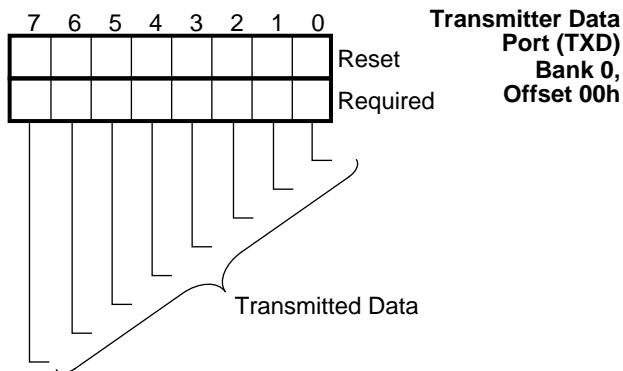 7 6 5 4 3 2 1 0
Reset
Required
Transmitter Data
Port (TXD)
Bank 0,
Offset 00h
Transmitted Data